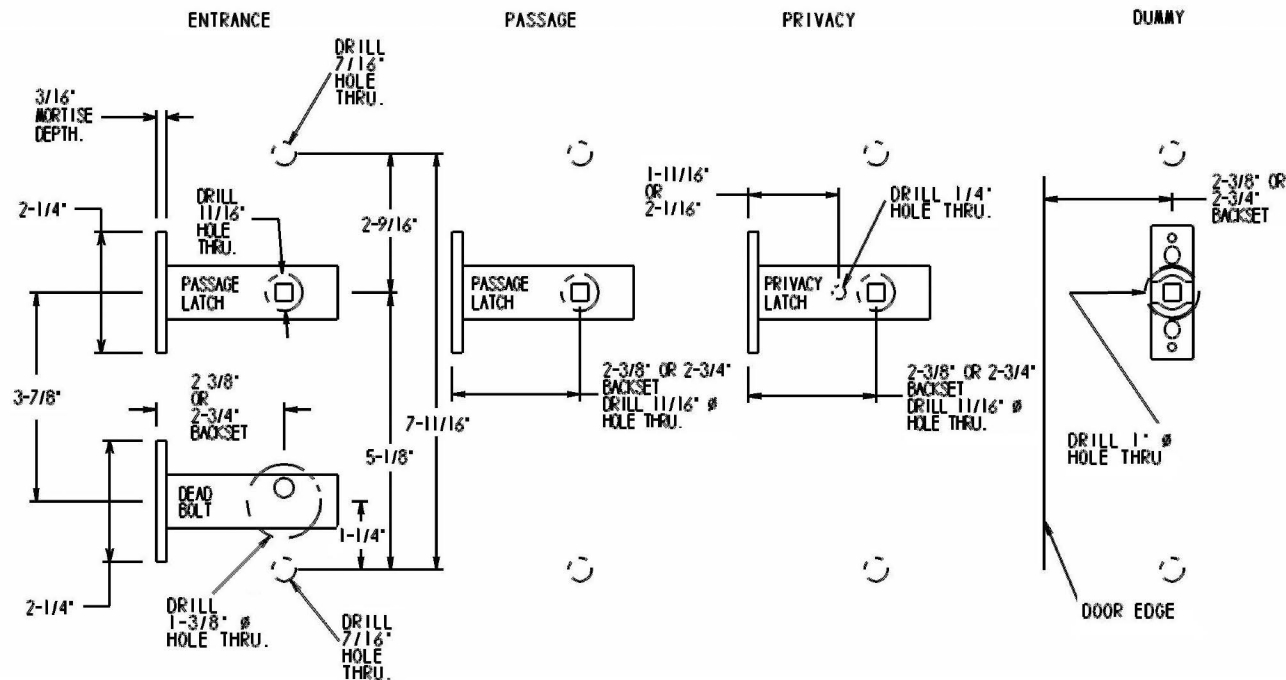 ENTRANCE
PASSAGE
PRIVACY
DUMMY
DRILL
7/16"
HOLE
THRU.
3/16"
MORTISE
DEPTH.
2-1/4"
DRILL
11/16"
HOLE
THRU.
2-9/16"
PASSAGE
LATCH
3-7/8"
2 3/8"
OR
2-3/4"
BACKSET
7-11/16"
5-1/8"
DEAD
BOLT
1-1/4"
2-1/4"
DRILL
1-3/8" ø
HOLE THRU.
DRILL
7/16"
HOLE
THRU.
PASSAGE
LATCH
2-3/8" OR 2-3/4"
BACKSET
DRILL 11/16" ø
HOLE THRU.
1-11/16"
OR
2-1/16"
DRILL 1/4"
HOLE THRU.
PRIVACY
LATCH
2-3/8" OR 2-3/4"
BACKSET
DRILL 11/16" ø
HOLE THRU.
2-3/8" OR
2-3/4"
BACKSET
DRILL 1" ø
HOLE THRU
DOOR EDGE